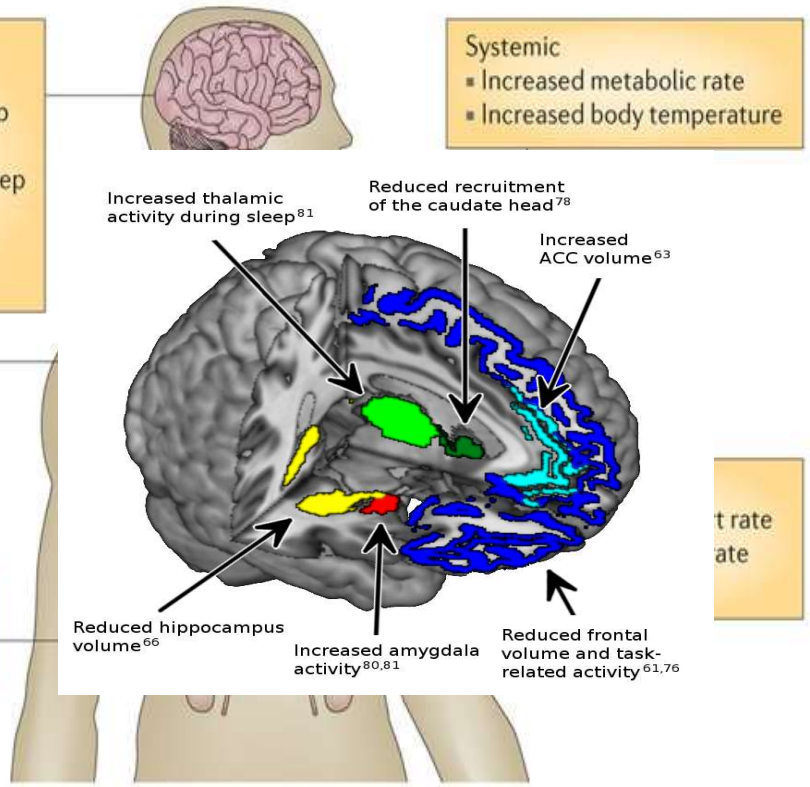 Systemic
▪ Increased metabolic rate
▪ Increased body temperature
Increased thalamic
activity during sleep81
Reduced recruitment
of the caudate head78
Increased
ACC volume63
rate
Reduced hippocampus
volume66
Increased amygdala
activity80,81
Reduced frontal
volume and task-
related activity61,76